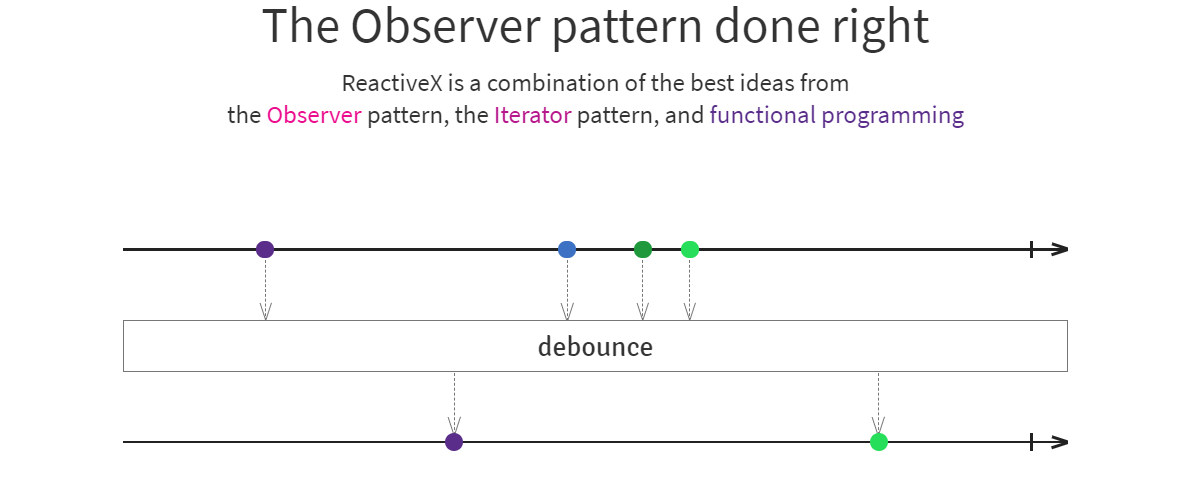 The Observer pattern done right
ReactiveX is a combination of the best ideas from
the Observer pattern, the Iterator pattern, and functional programming
debounce